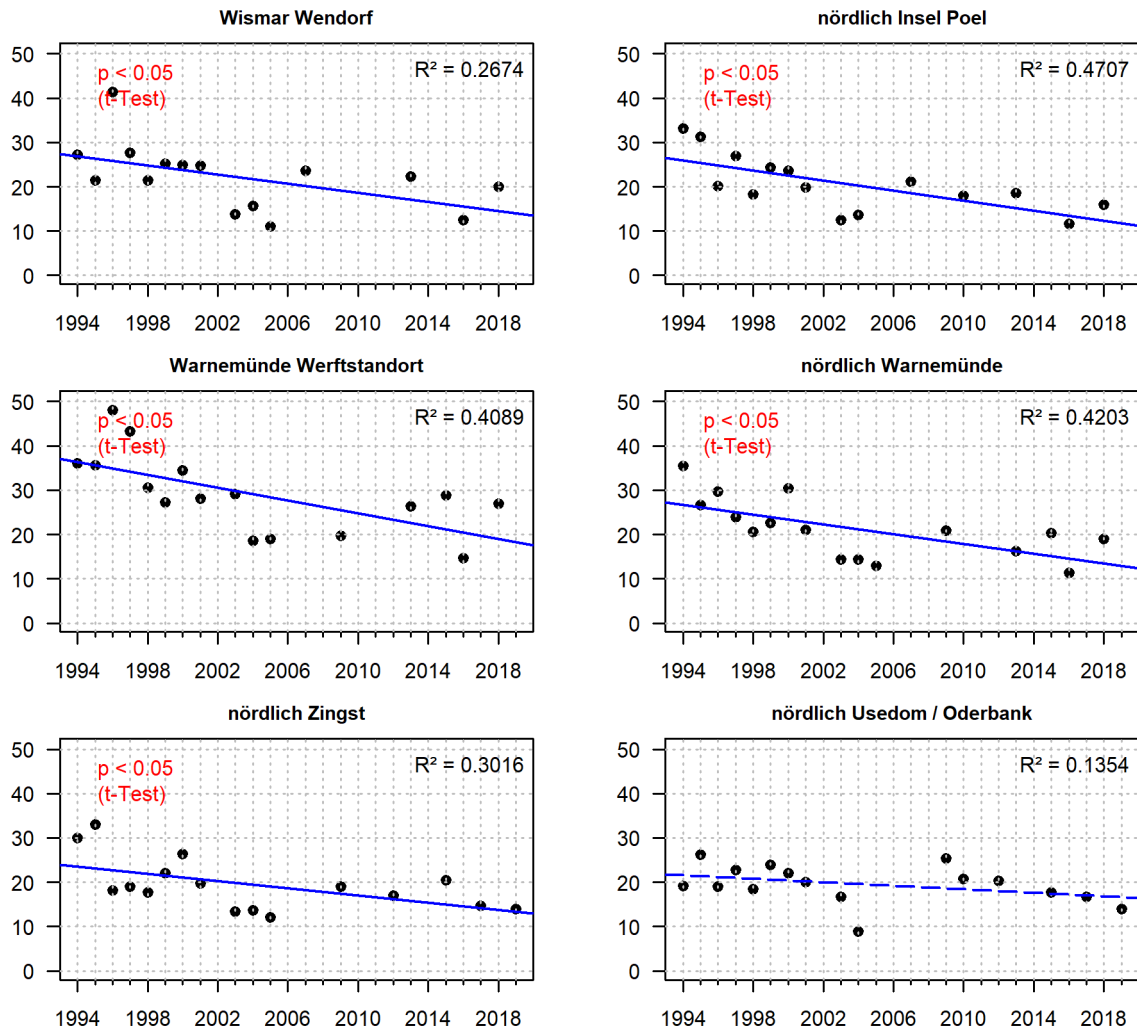 Wismar Wendorf
50
40
30
20
10
0
p < 0.05
(t-Test)
R² = 0.2674
1994 1998 2002 2006 2010 2014 2018
nördlich Insel Poel
50
40
30
20
10
0
p < 0.05
(t-Test)
R² = 0.4707
1994 1998 2002 2006 2010 2014 2018
Warnemünde Werftstandort
50
40
30
20
10
0
p < 0.05
(t-Test)
R² = 0.4089
1994 1998 2002 2006 2010 2014 2018
nördlich Warnemünde
50
40
30
20
10
0
p < 0.05
(t-Test)
R² = 0.4203
1994 1998 2002 2006 2010 2014 2018
nördlich Zingst
50
40
30
20
10
0
p < 0.05
(t-Test)
R² = 0.3016
1994 1998 2002 2006 2010 2014 2018
nördlich Usedom / Oderbank
50
40
30
20
10
0
R² = 0.1354
1994 1998 2002 2006 2010 2014 2018